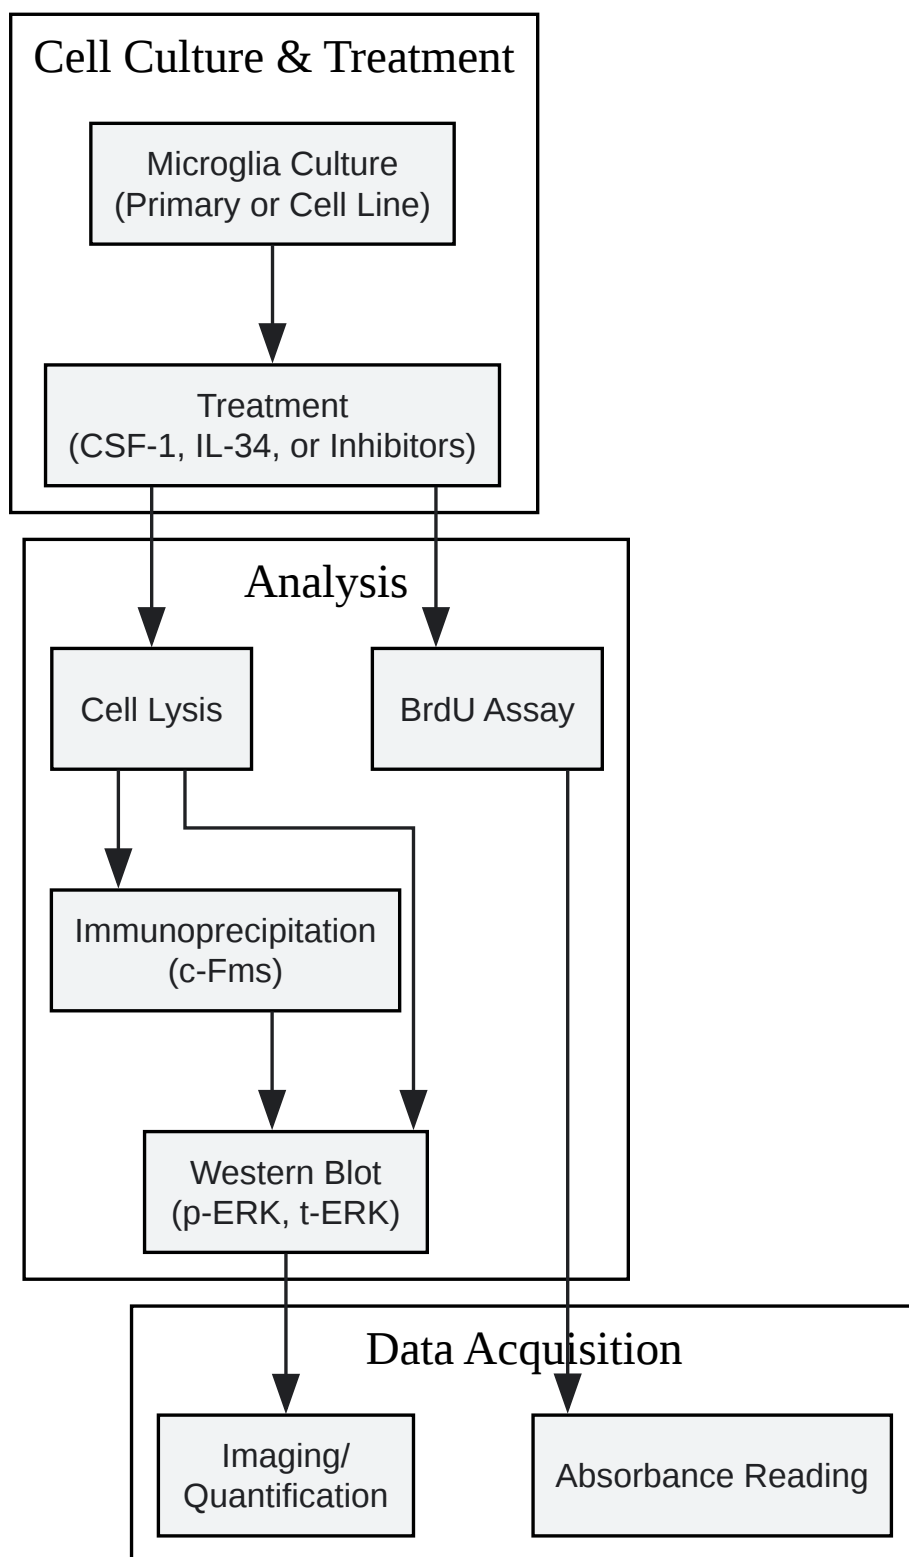 Cell Culture & Treatment
Microglia Culture
(Primary or Cell Line)
Treatment
(CSF-1, IL-34, or Inhibitors)
Analysis
Cell Lysis
BrdU Assay
Immunoprecipitation
(c-Fms)
Western Blot
(p-ERK, t-ERK)
Data Acquisition
Imaging/
Quantification
Absorbance Reading